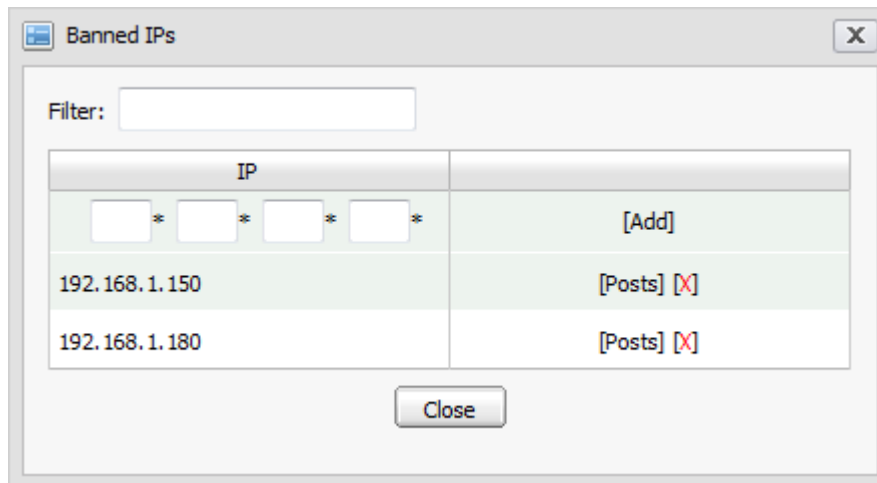 Banned IPs X
Filter:
IP
* * * * [Add]
192.168.1.150 [Posts] [X]
192.168.1.180 [Posts] [X]
Close